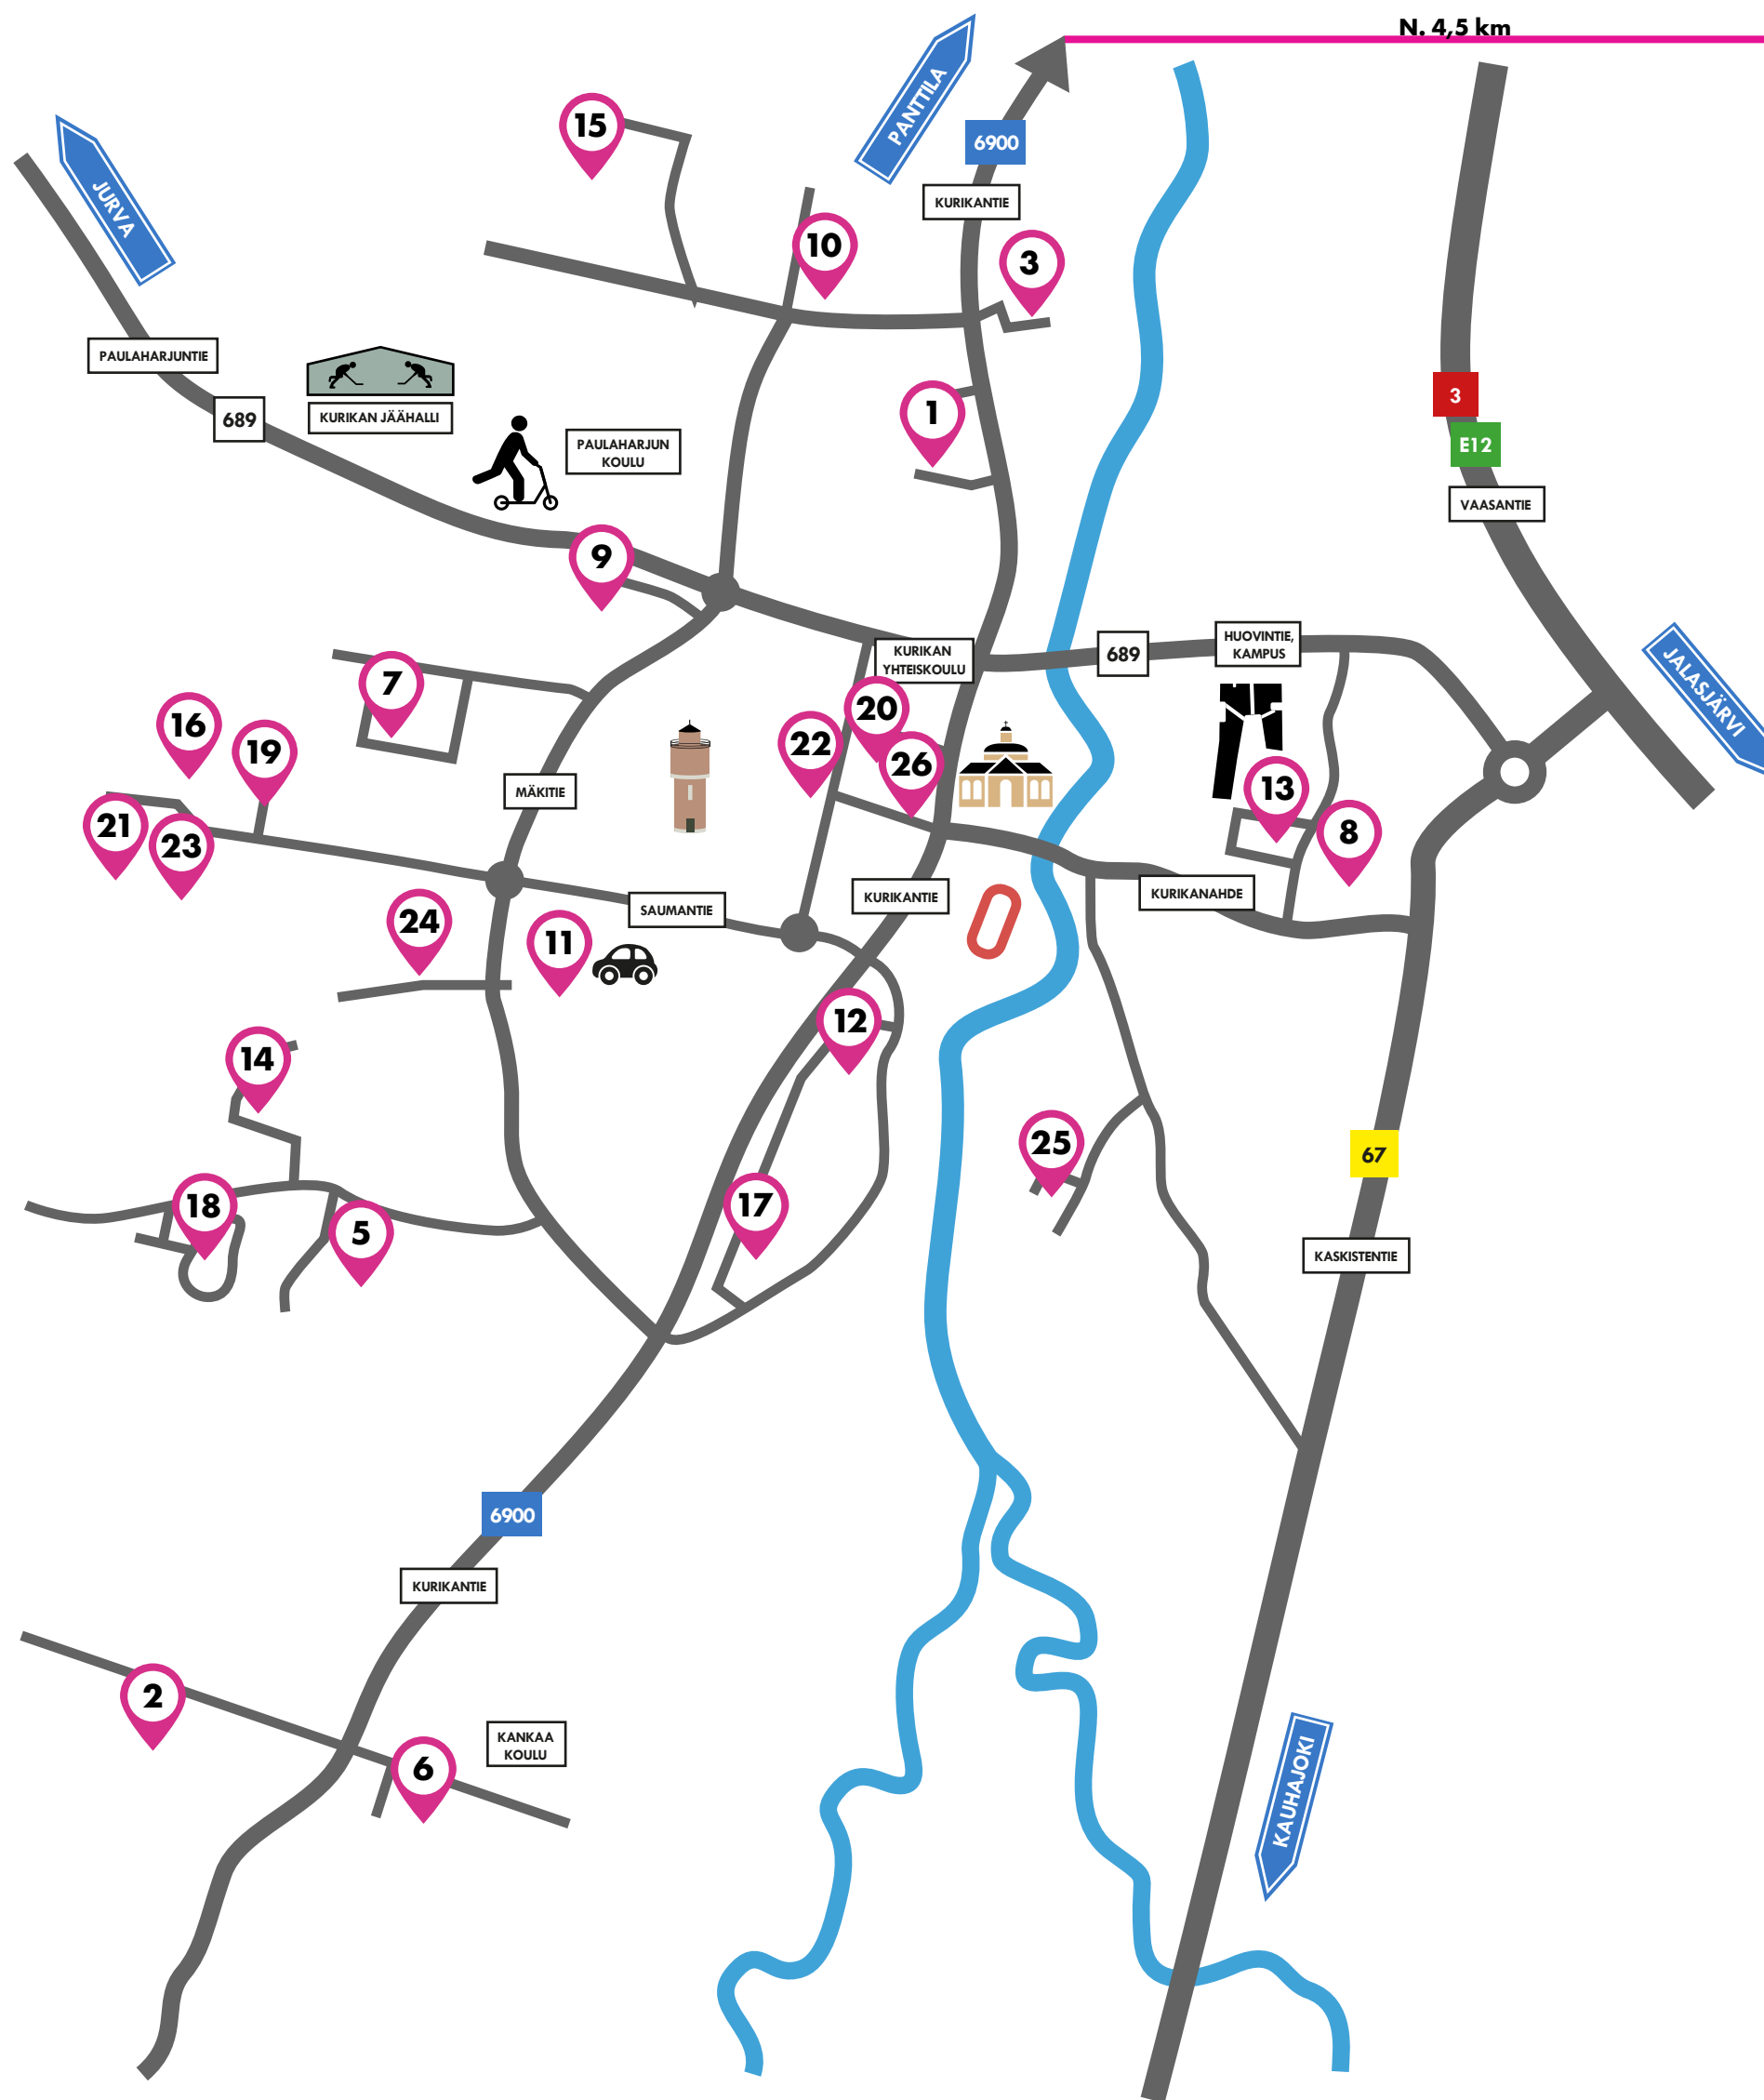 N. 4,5 km
PANTTILA
15
JURVA
6900
KURIKANTIE
10
3
PAULAHARJUNTIE
KURIKAN JÄÄHALLI
689
1
3
E12
PAULAHARJUN
KOULU
VAASANTIE
9
HUOVINTIE,
KAMPUS
KURIKAN
YHTEISKOULU
689
JALASJÄRVI
7
20
16
22
19
26
MÄKITIE
13
21
23
8
KURIKANTIE
KURIKANAHDE
SAUMANTIE
24
11
12
14
25
67
18
17
5
KASKISTENTIE
6900
KURIKANTIE
2
KANKAA
KOULU
6
KAUHAJOKI